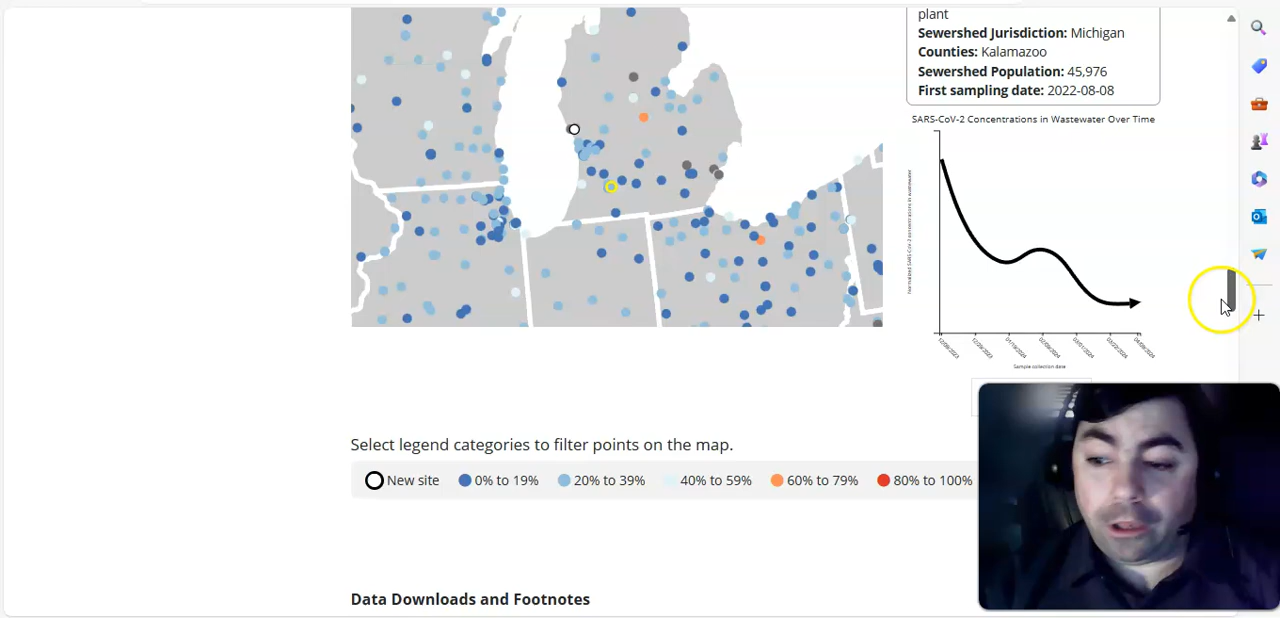 plant
Sewershed Jurisdiction: Michigan
Counties: Kalamazoo
Sewershed Population: 45,976
First sampling date: 2022-08-08
SARS-CoV-2 Concentrations in Wastewater Over Time
Sample collection date
Select legend categories to filter points on the map.
New site 0% to 19% 20% to 39% 40% to 59% 60% to 79% 80% to 100%
Data Downloads and Footnotes